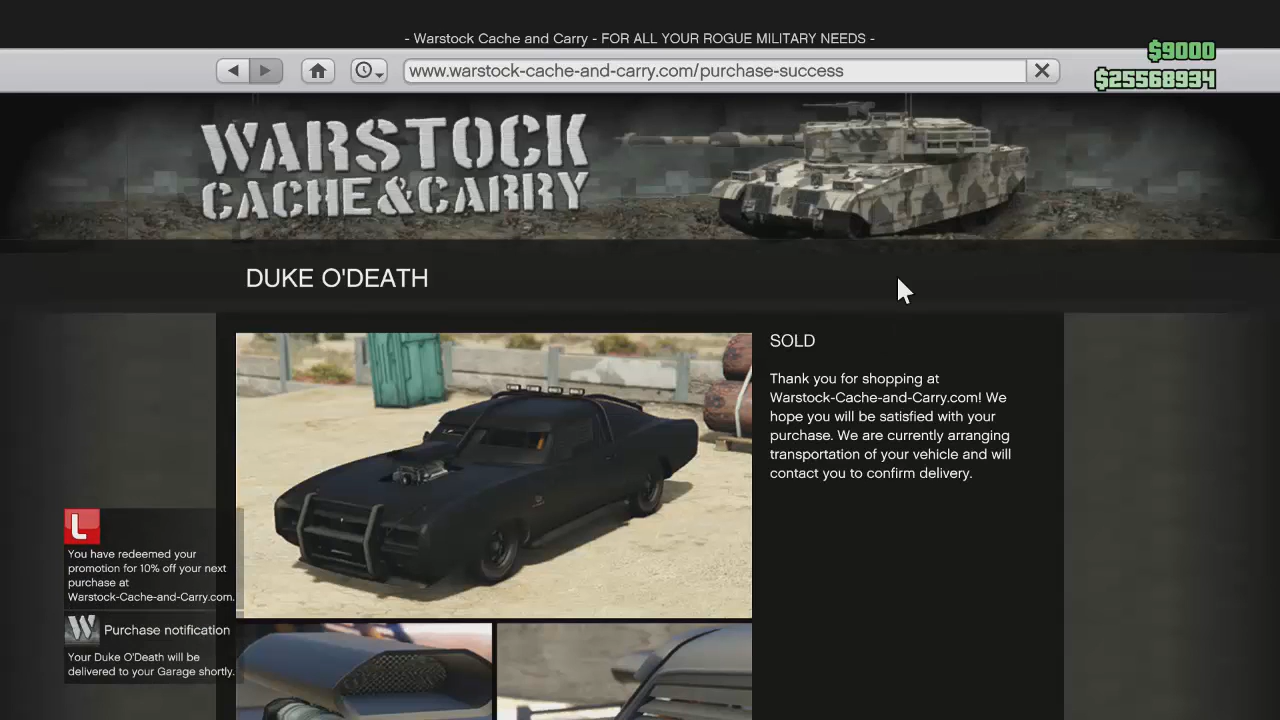 - Warstock Cache and Carry - FOR ALL YOUR ROGUE MILITARY NEEDS -
$9000
www.warstock-cache-and-carry.com/purchase-success
$25568934
WARSTOCK
CACHE&CARRY
DUKE O'DEATH
SOLD
Thank you for shopping at
Warstock-Cache-and-Carry.com! We
hope you will be satisfied with your
purchase. We are currently arranging
transportation of your vehicle and will
contact you to confirm delivery.
L
You have redeemed your
promotion for 10% off your next
purchase at
Warstock-Cache-and-Carry.com.
W Purchase notification
Your Duke O'Death will be
delivered to your Garage shortly.